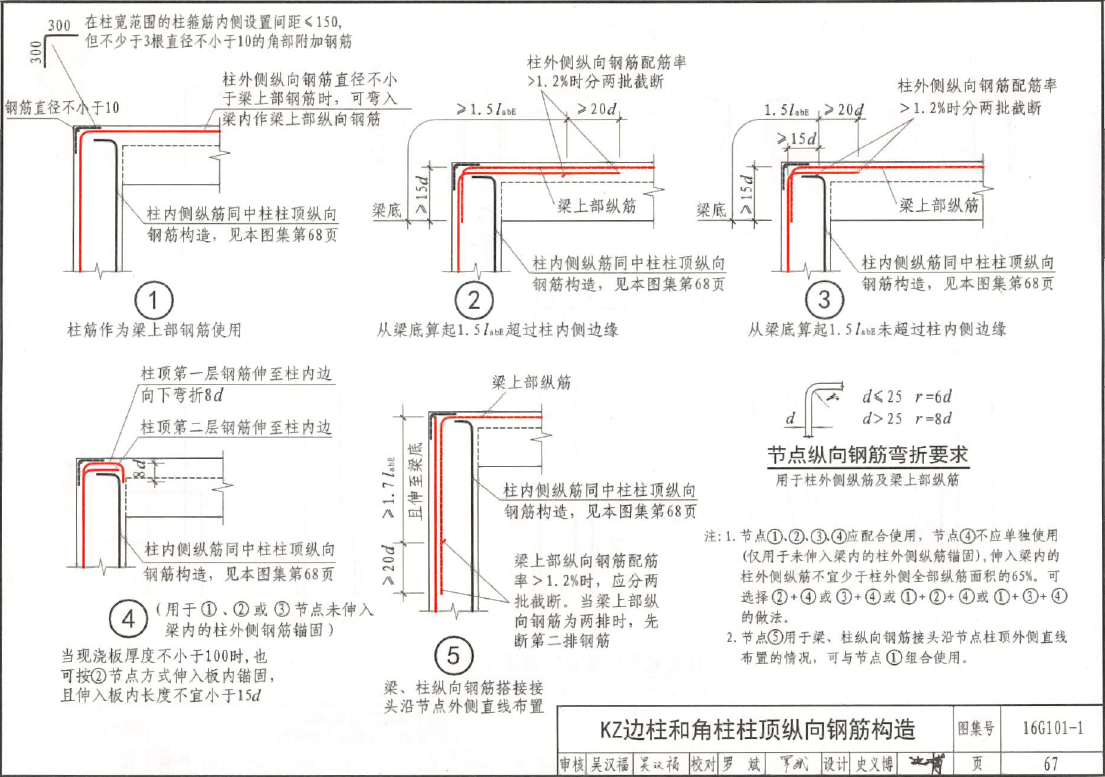 300
300
在柱宽范围的柱箍筋内侧设置间距≤150,
但不少于3根直径不小于10的角部附加钢筋
钢筋直径不小于10
柱外侧纵向钢筋直径不小
于梁上部钢筋时，可弯入
梁内作梁上部纵向钢筋
柱内侧纵筋同中柱柱顶纵向
钢筋构造，见本图集第68页
①
柱筋作为梁上部钢筋使用
柱外侧纵向钢筋配筋率
>1.2%时分两批截断
≥1.5labE
≥20d
≥15d
梁底
梁上部纵筋
柱内侧纵筋同中柱柱顶纵向
钢筋构造，见本图集第68页
②
从梁底算起1.5labE超过柱内侧边缘
柱外侧纵向钢筋配筋率
>1.2%时分两批截断
1.5labE
≥20d
≥15d
≥15d
梁底
梁上部纵筋
柱内侧纵筋同中柱柱顶纵向
钢筋构造，见本图集第68页
③
从梁底算起1.5labE未超过柱内侧边缘
柱顶第一层钢筋伸至柱内边
向下弯折8d
柱顶第二层钢筋伸至柱内边
8d
柱内侧纵筋同中柱柱顶纵向
钢筋构造，见本图集第68页
④
(用于①、②或③节点未伸入
梁内的柱外侧钢筋锚固)
当现浇板厚度不小于100时,也
可按②节点方式伸入板内锚固,
且伸入板内长度不宜小于15d
梁上部纵筋
≥1.7labE
且伸至梁底
≥20d
柱内侧纵筋同中柱柱顶纵向
钢筋构造，见本图集第68页
梁上部纵向钢筋配筋
率>1.2%时，应分两
批截断。当梁上部纵
向钢筋为两排时，先
断第二排钢筋
⑤
梁、柱纵向钢筋搭接接
头沿节点外侧直线布置
d
r
d≤25 r=6d
d>25 r=8d
节点纵向钢筋弯折要求
用于柱外侧纵筋及梁上部纵筋
注: 1. 节点①、②、③、④应配合使用，节点④不应单独使用
(仅用于未伸入梁内的柱外侧纵筋锚固),伸入梁内的
柱外侧纵筋不宜少于柱外侧全部纵筋面积的65%。可
选择②+④或③+④或①+②+④或①+③+④
的做法。
2. 节点⑤用于梁、柱纵向钢筋接头沿节点柱顶外侧直线
布置的情况，可与节点①组合使用。
KZ边柱和角柱柱顶纵向钢筋构造
图集号
16G101-1
审核 吴汉福 吴汉福 校对 罗 斌 设计 史义博
页
67